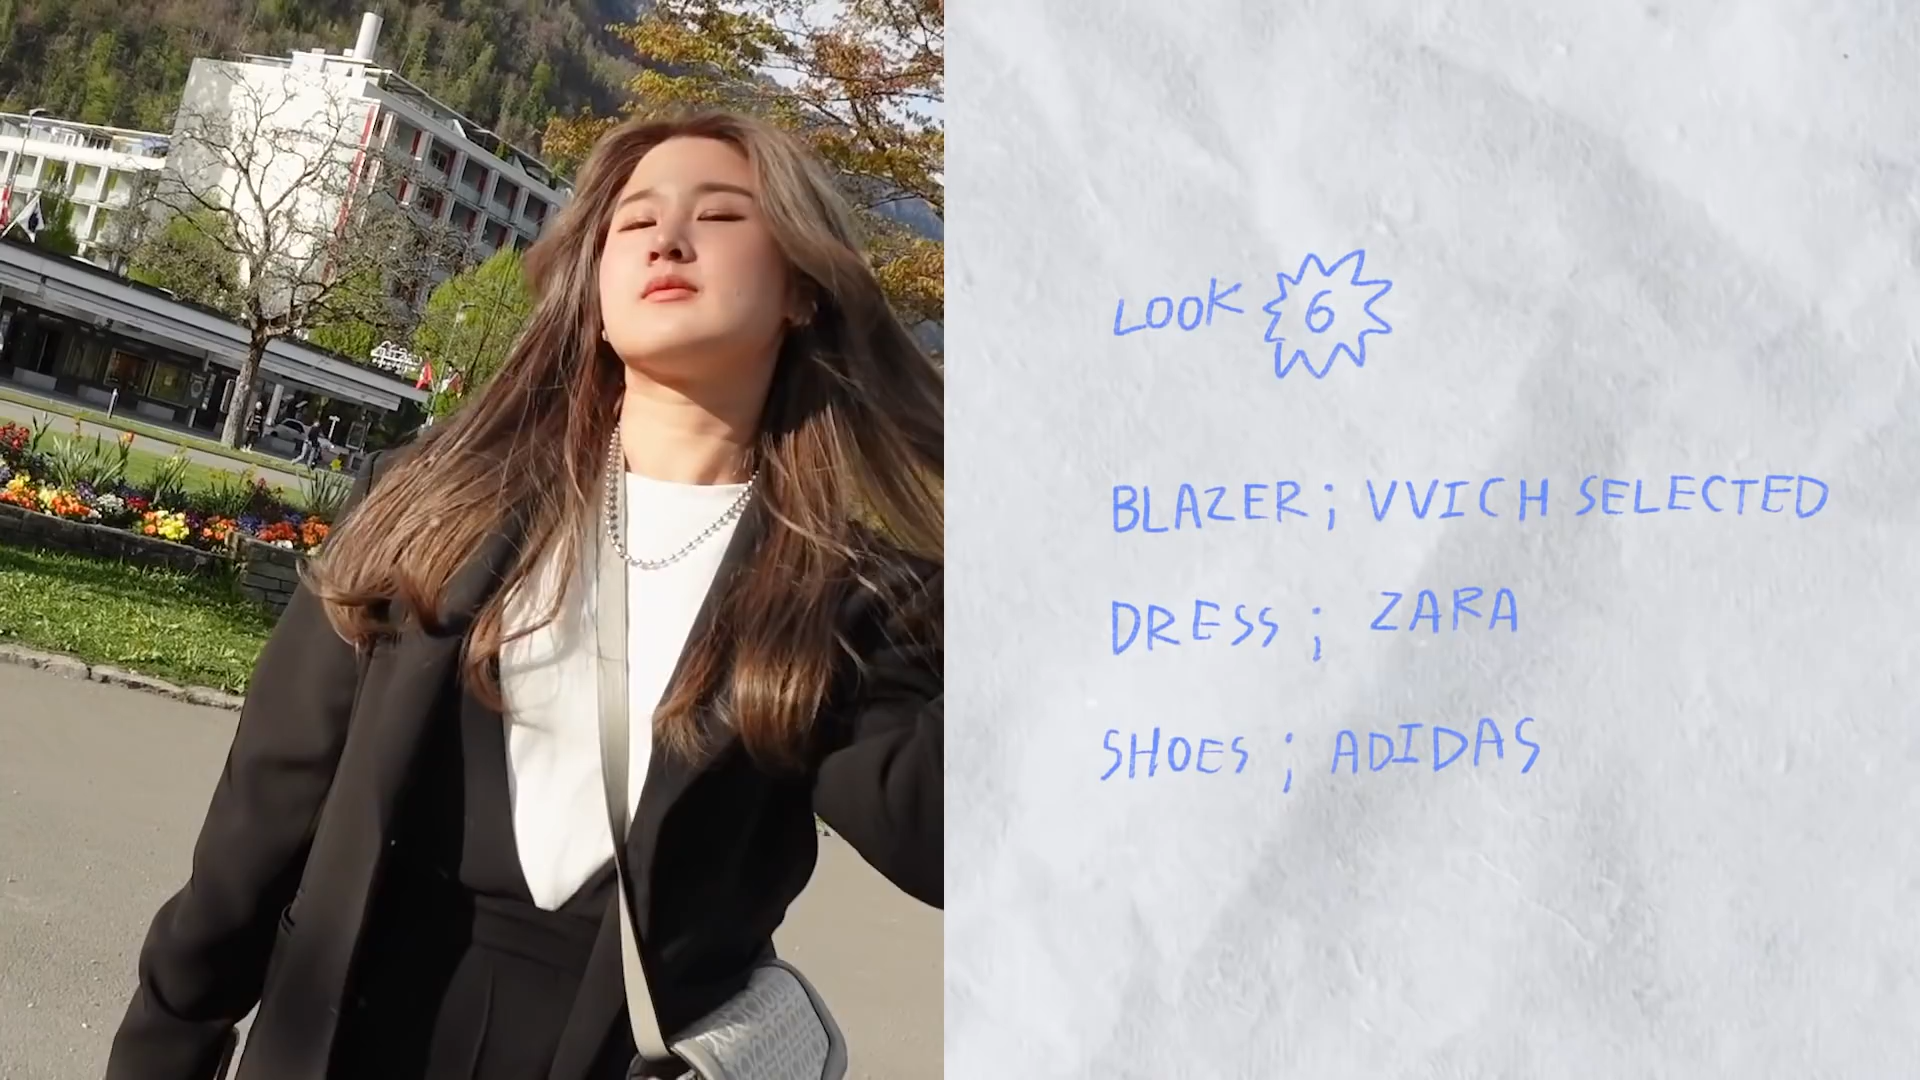 LOOK 6
BLAZER ; VVICH SELECTED
DRESS ; ZARA
SHOES ; ADIDAS